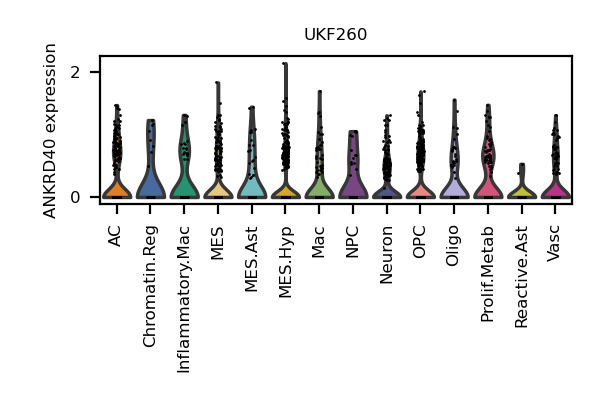 UKF260
ANKRD40 expression
2
0
AC
Chromatin.Reg
Inflammatory.Mac
MES
MES.Ast
MES.Hyp
Mac
NPC
Neuron
OPC
Oligo
Prolif.Metab
Reactive.Ast
Vasc